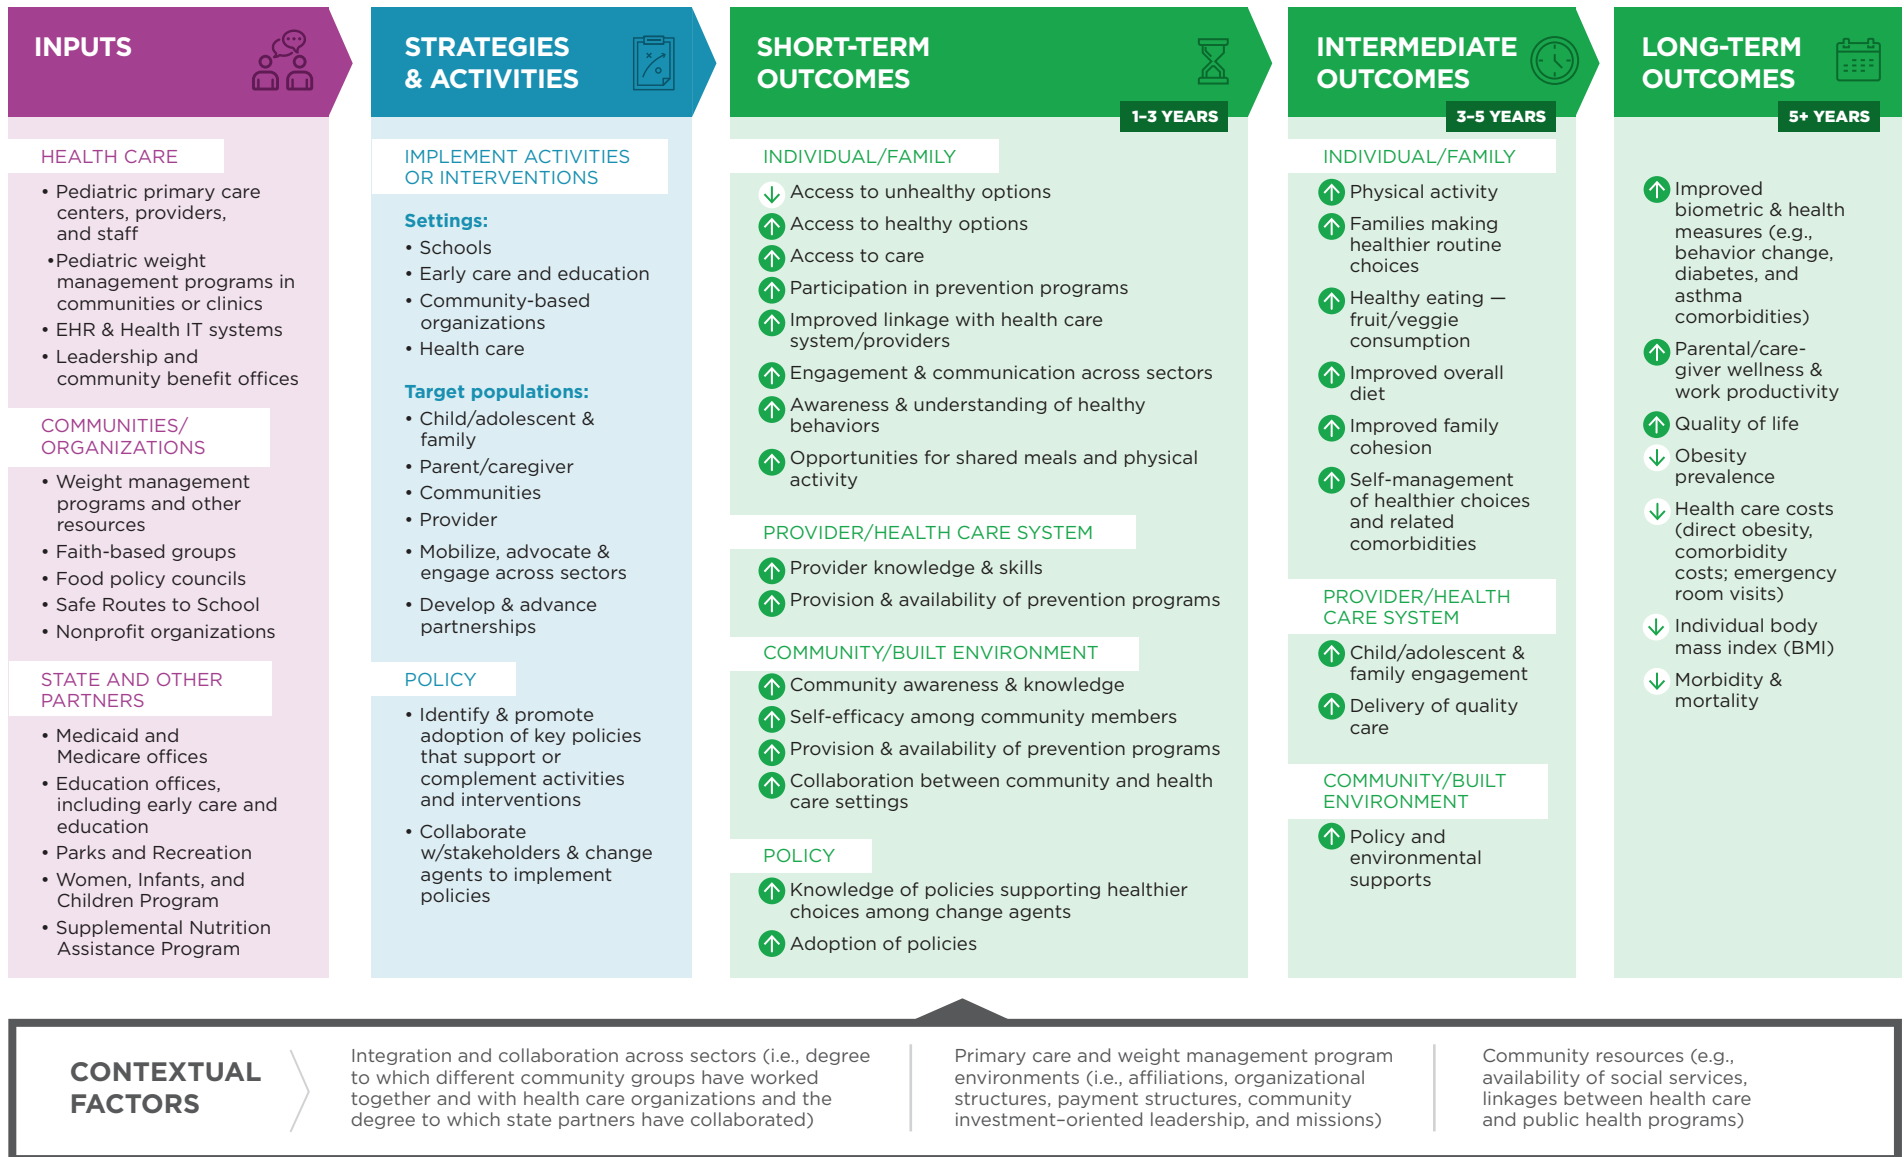 INPUTS
HEALTH CARE
• Pediatric primary care
centers, providers,
and staff
•Pediatric weight
management programs in
communities or clinics
• EHR & Health IT systems
• Leadership and
community benefit offices
COMMUNITIES/
ORGANIZATIONS
• Weight management
programs and other
resources
• Faith-based groups
• Food policy councils
• Safe Routes to School
• Nonprofit organizations
STATE AND OTHER
PARTNERS
• Medicaid and
Medicare offices
• Education offices,
including early care and
education
• Parks and Recreation
• Women, Infants, and
Children Program
• Supplemental Nutrition
Assistance Program
STRATEGIES
& ACTIVITIES
IMPLEMENT ACTIVITIES
OR INTERVENTIONS
Settings:
• Schools
• Early care and education
• Community-based
organizations
• Health care
Target populations:
• Child/adolescent &
family
• Parent/caregiver
• Communities
• Provider
• Mobilize, advocate &
engage across sectors
• Develop & advance
partnerships
POLICY
• Identify & promote
adoption of key policies
that support or
complement activities
and interventions
• Collaborate
w/stakeholders & change
agents to implement
policies
SHORT-TERM
OUTCOMES
1–3 YEARS
INDIVIDUAL/FAMILY
↓ Access to unhealthy options
↑ Access to healthy options
↑ Access to care
↑ Participation in prevention programs
↑ Improved linkage with health care
system/providers
↑ Engagement & communication across sectors
↑ Awareness & understanding of healthy
behaviors
↑ Opportunities for shared meals and physical
activity
PROVIDER/HEALTH CARE SYSTEM
↑ Provider knowledge & skills
↑ Provision & availability of prevention programs
COMMUNITY/BUILT ENVIRONMENT
↑ Community awareness & knowledge
↑ Self-efficacy among community members
↑ Provision & availability of prevention programs
↑ Collaboration between community and health
care settings
POLICY
↑ Knowledge of policies supporting healthier
choices among change agents
↑ Adoption of policies
INTERMEDIATE
OUTCOMES
3–5 YEARS
INDIVIDUAL/FAMILY
↑ Physical activity
↑ Families making
healthier routine
choices
↑ Healthy eating —
fruit/veggie
consumption
↑ Improved overall
diet
↑ Improved family
cohesion
↑ Self-management
of healthier choices
and related
comorbidities
PROVIDER/HEALTH
CARE SYSTEM
↑ Child/adolescent &
family engagement
↑ Delivery of quality
care
COMMUNITY/BUILT
ENVIRONMENT
↑ Policy and
environmental
supports
LONG-TERM
OUTCOMES
5+ YEARS
↑ Improved
biometric & health
measures (e.g.,
behavior change,
diabetes, and
asthma
comorbidities)
↑ Parental/care-
giver wellness &
work productivity
↑ Quality of life
↓ Obesity
prevalence
↓ Health care costs
(direct obesity,
comorbidity
costs; emergency
room visits)
↓ Individual body
mass index (BMI)
↓ Morbidity &
mortality
CONTEXTUAL
FACTORS
Integration and collaboration across sectors (i.e., degree
to which different community groups have worked
together and with health care organizations and the
degree to which state partners have collaborated)
Primary care and weight management program
environments (i.e., affiliations, organizational
structures, payment structures, community
investment–oriented leadership, and missions)
Community resources (e.g.,
availability of social services,
linkages between health care
and public health programs)